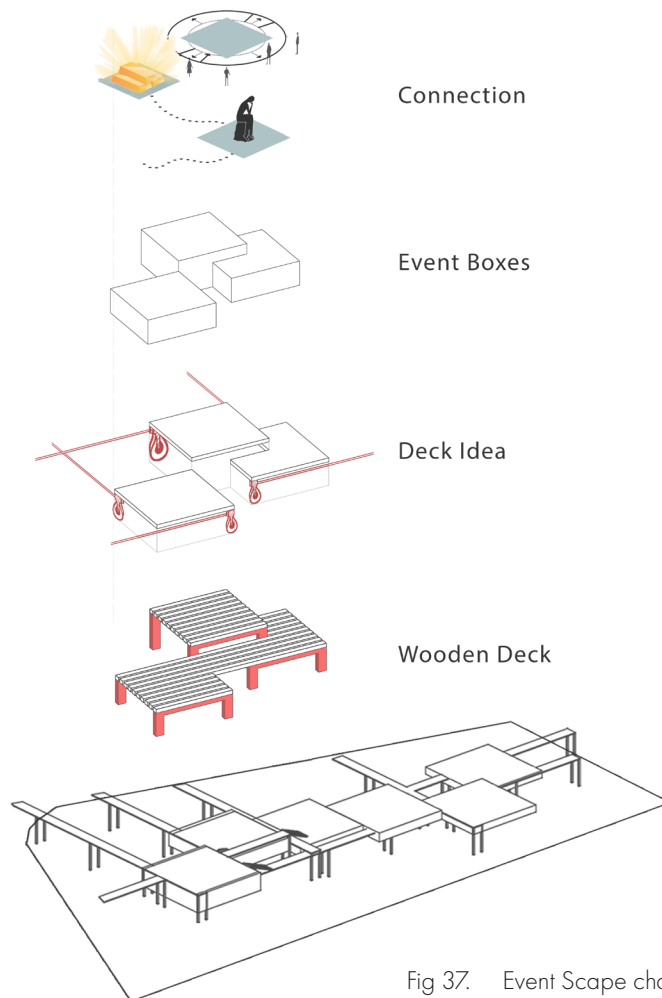 Connection
Event Boxes
Deck Idea
Wooden Deck
Fig 37. Event Scape